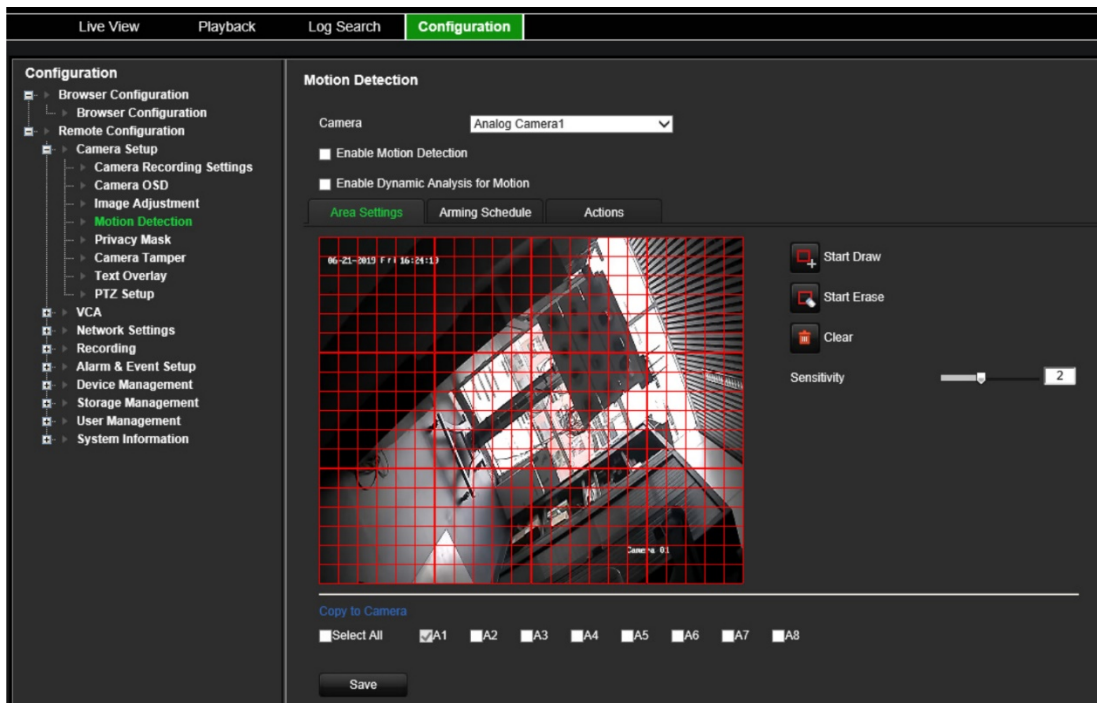 Live View Playback Log Search Configuration
Configuration
Browser Configuration
Browser Configuration
Remote Configuration
Camera Setup
Camera Recording Settings
Camera OSD
Image Adjustment
Motion Detection
Privacy Mask
Camera Tamper
Text Overlay
PTZ Setup
VCA
Network Settings
Recording
Alarm & Event Setup
Device Management
Storage Management
User Management
System Information
Motion Detection
Camera Analog Camera1
Enable Motion Detection
Enable Dynamic Analysis for Motion
Area Settings Arming Schedule Actions
06-21-2019 Fri 16:24:19
Camera 01
Start Draw
Start Erase
Clear
Sensitivity 2
Copy to Camera
Select All A1 A2 A3 A4 A5 A6 A7 A8
Save